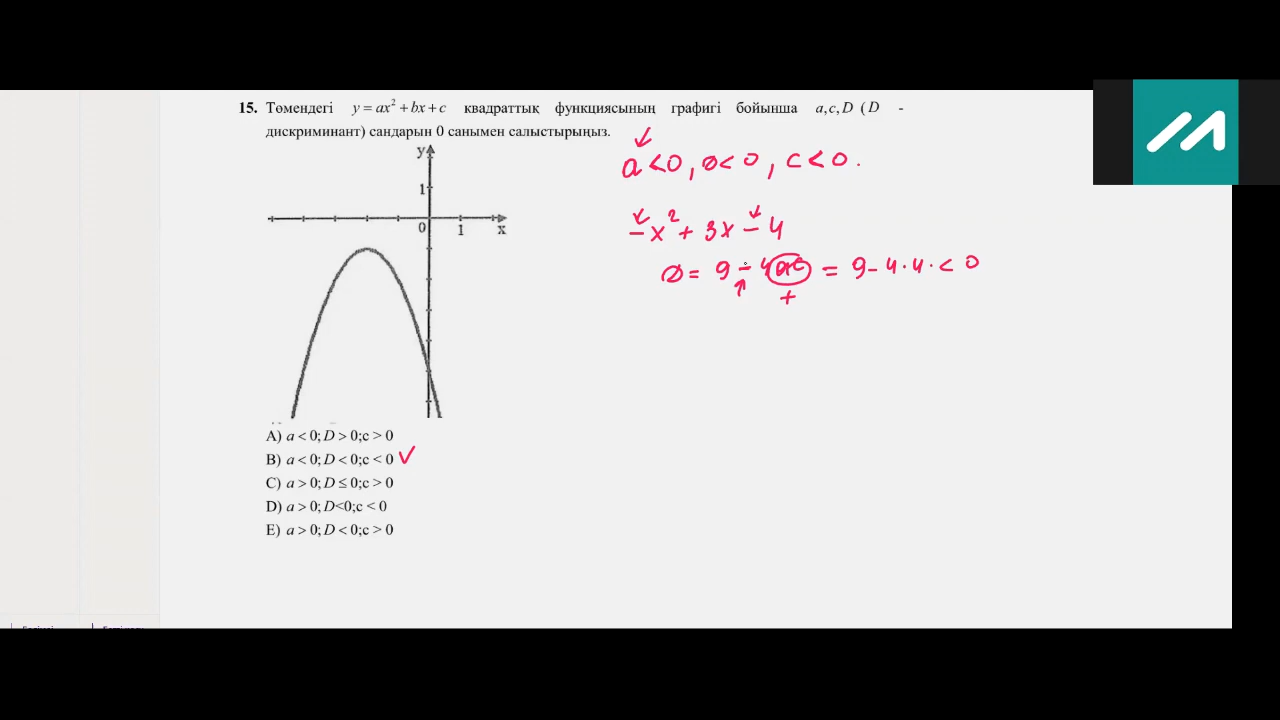 15. Төмендегі y = ax² + bx + c квадраттық функциясының графигі бойынша a,c,D (D -
дискриминант) сандарын 0 санымен салыстырыңыз.
a<0, D<0, c<0.
-x² + 3x - 4
D = 9 - 4ac = 9 - 4·4· < 0
+
y
1
0 1 x
A) a < 0; D > 0;c > 0
B) a < 0; D < 0;c < 0 ✓
C) a > 0; D ≤ 0;c > 0
D) a > 0; D<0;c < 0
E) a > 0; D < 0;c > 0